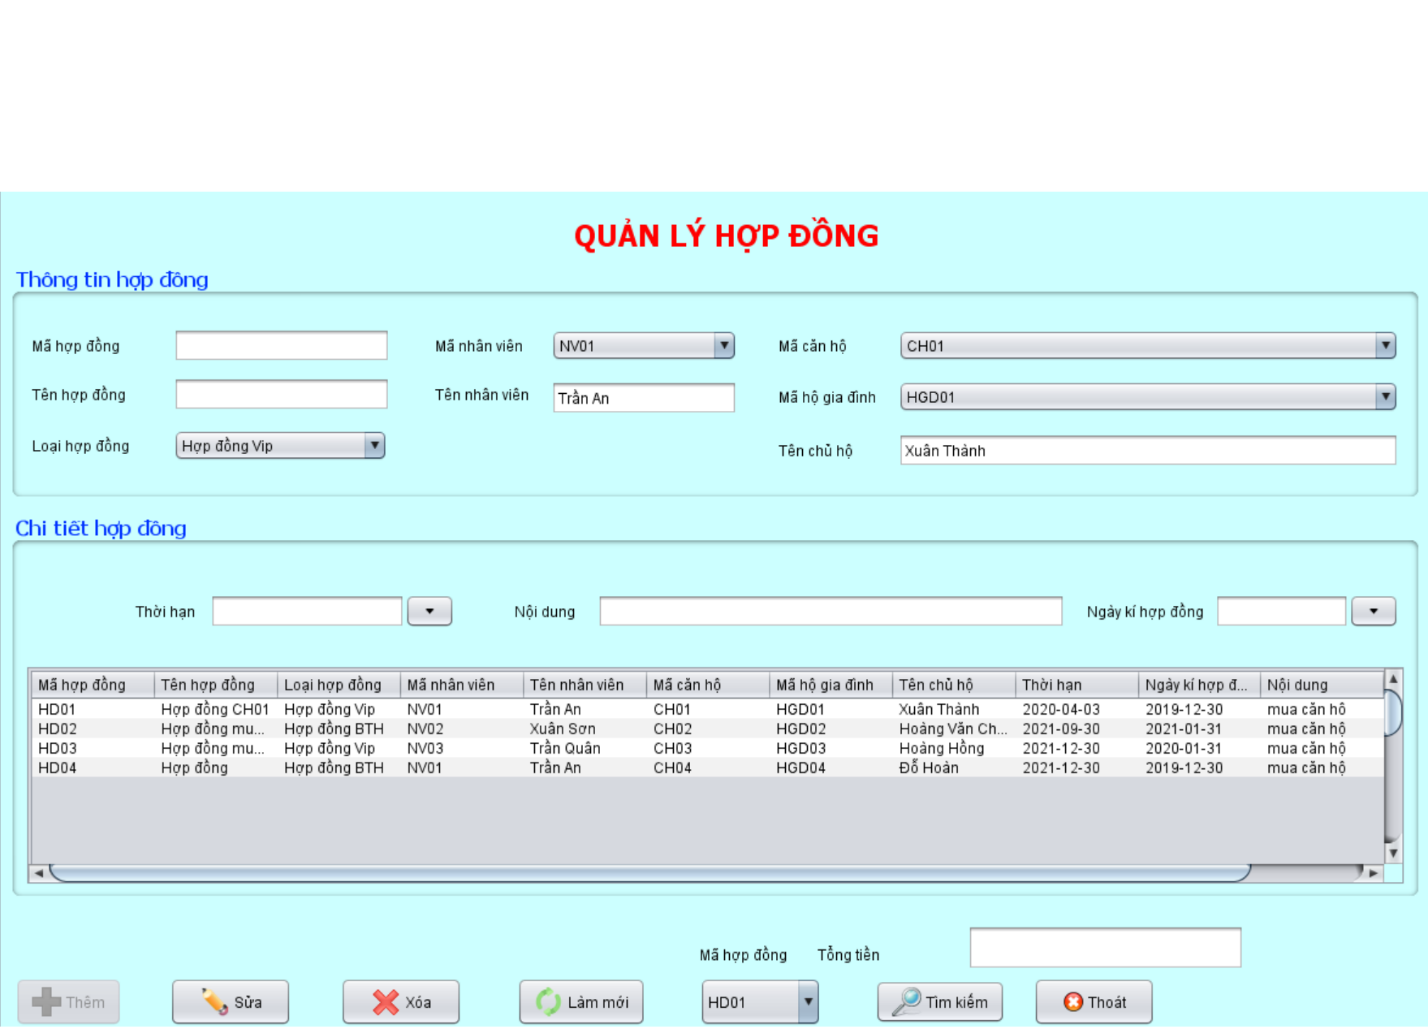 QUẢN LÝ HỢP ĐỒNG
Thông tin hợp đồng
Mã hợp đồng Mã nhân viên NV01 Mã căn hộ CH01
Tên hợp đồng Tên nhân viên Trần An Mã hộ gia đình HGD01
Loại hợp đồng Hợp đồng Vip Tên chủ hộ Xuân Thành
Chi tiết hợp đồng
Thời hạn Nội dung Ngày kí hợp đồng
Mã hợp đồng Tên hợp đồng Loại hợp đồng Mã nhân viên Tên nhân viên Mã căn hộ Mã hộ gia đình Tên chủ hộ Thời hạn Ngày kí hợp đ... Nội dung
HD01 Hợp đồng CH01 Hợp đồng Vip NV01 Trần An CH01 HGD01 Xuân Thành 2020-04-03 2019-12-30 mua căn hộ
HD02 Hợp đồng mu... Hợp đồng BTH NV02 Xuân Sơn CH02 HGD02 Hoàng Văn Ch... 2021-09-30 2021-01-31 mua căn hộ
HD03 Hợp đồng mu... Hợp đồng Vip NV03 Trần Quân CH03 HGD03 Hoàng Hồng 2021-12-30 2020-01-31 mua căn hộ
HD04 Hợp đồng Hợp đồng BTH NV01 Trần An CH04 HGD04 Đỗ Hoàn 2021-12-30 2019-12-30 mua căn hộ
Mã hợp đồng Tổng tiền
Thêm Sửa Xóa Làm mới HD01 Tìm kiếm Thoát